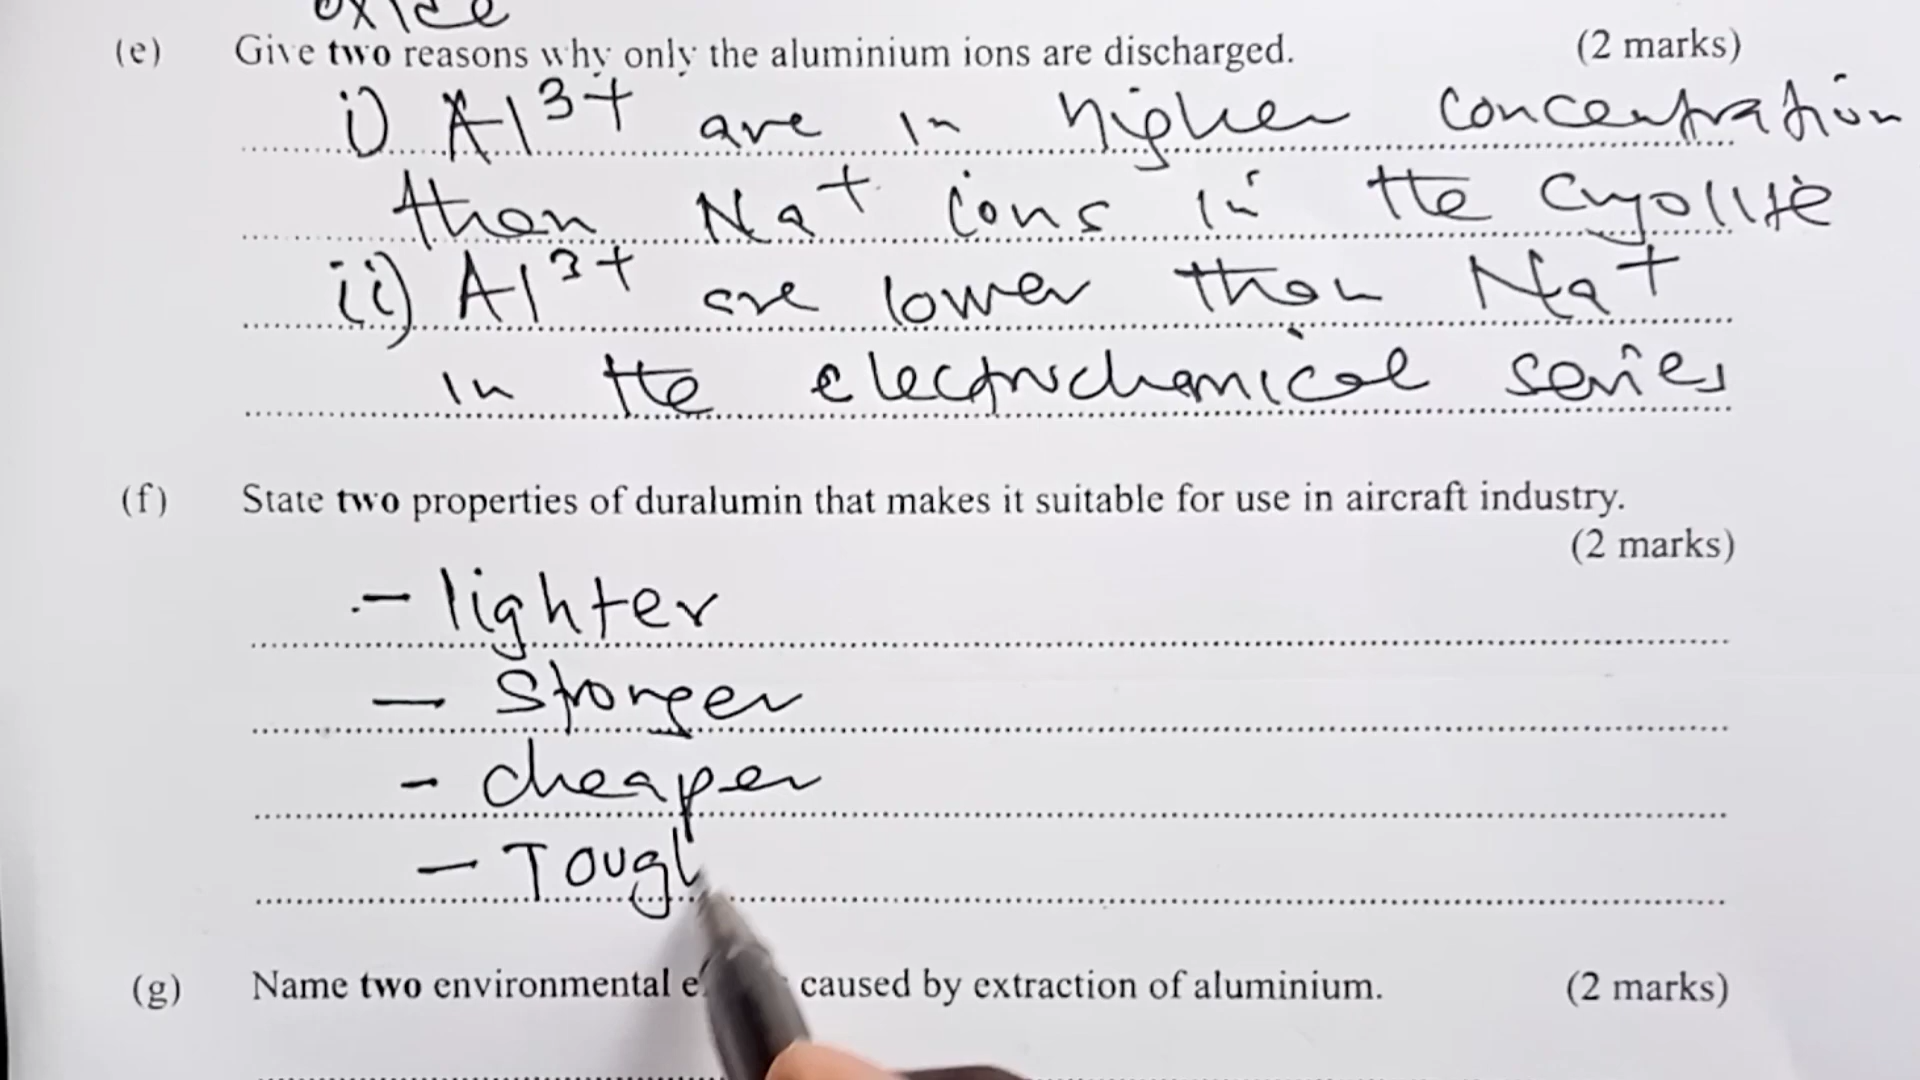 oxide
(e) Give two reasons why only the aluminium ions are discharged. (2 marks)
i) Al3+ are in higher concentration
than Na+ ions in the cryolite
ii) Al3+ are lower than Na+
in the electrochemical series
(f) State two properties of duralumin that makes it suitable for use in aircraft industry.
(2 marks)
- lighter
- Stronger
- cheaper
- Tough
(g) Name two environmental e caused by extraction of aluminium. (2 marks)